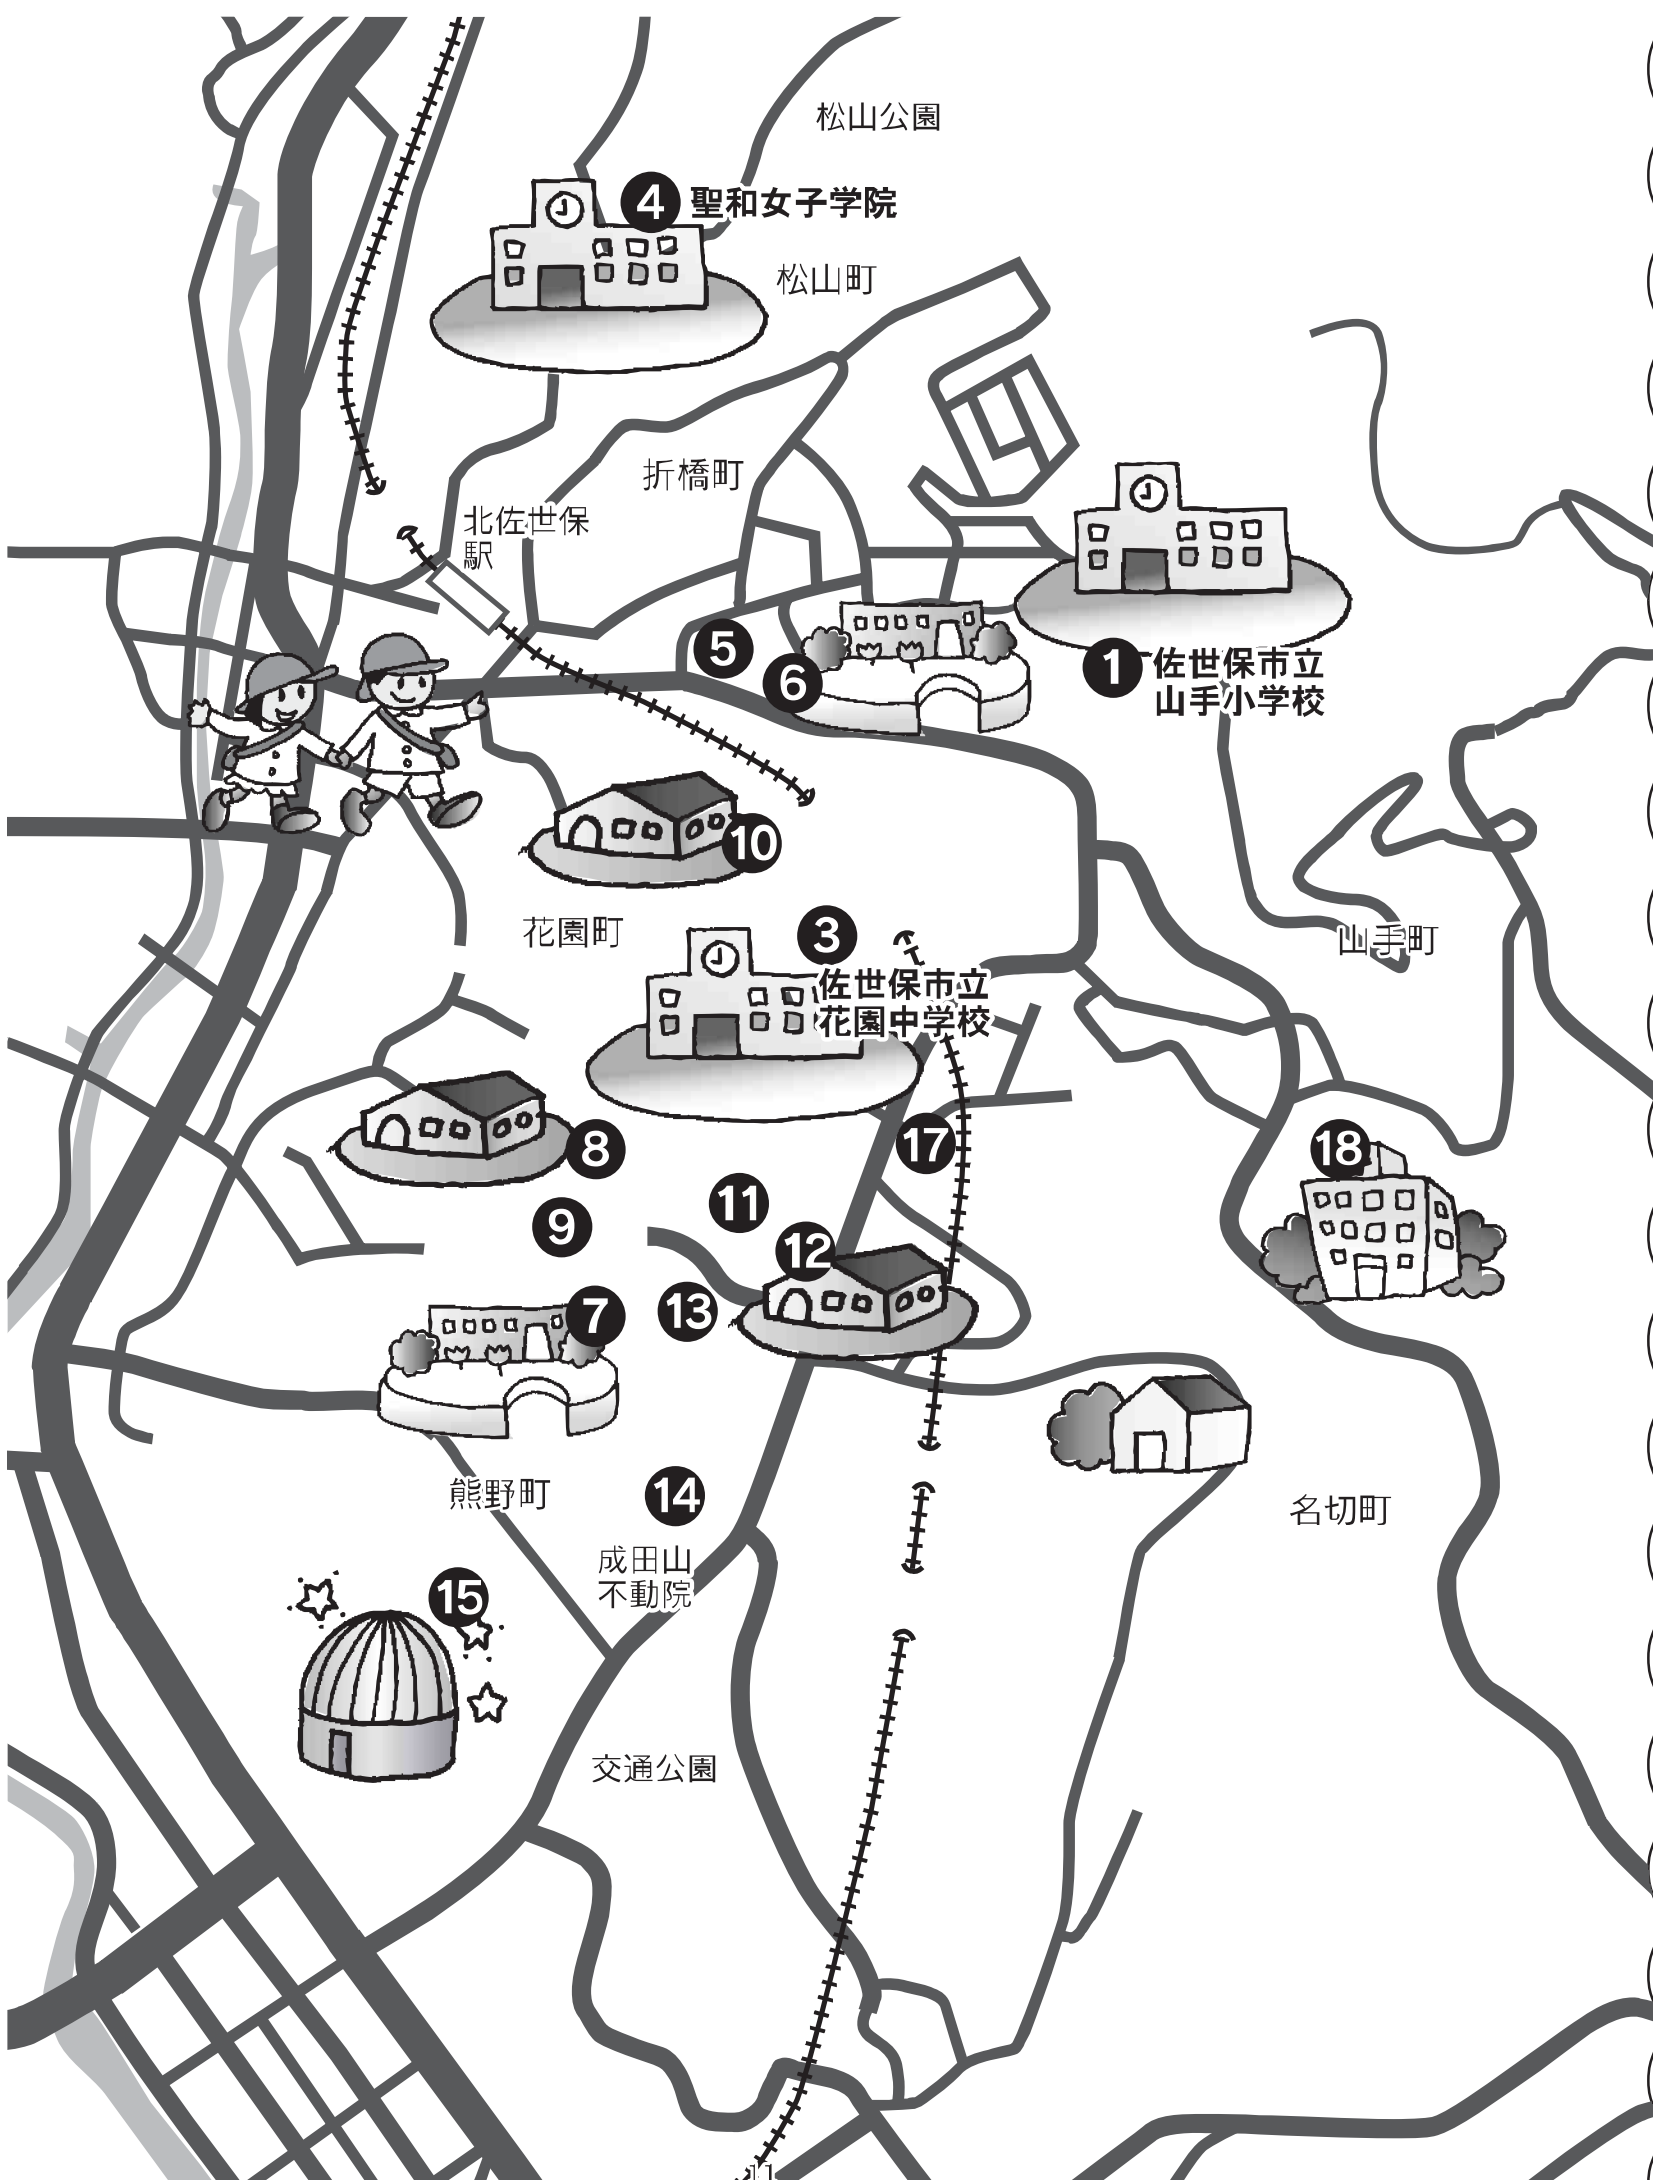 松山公園
4 聖和女子学院
松山町
折橋町
北佐世保
駅
5
6
1 佐世保市立
山手小学校
10
花園町
3
佐世保市立
花園中学校
山手町
8
17
18
11
9
12
13
7
熊野町
14
名切町
成田山
不動院
15
交通公園
11